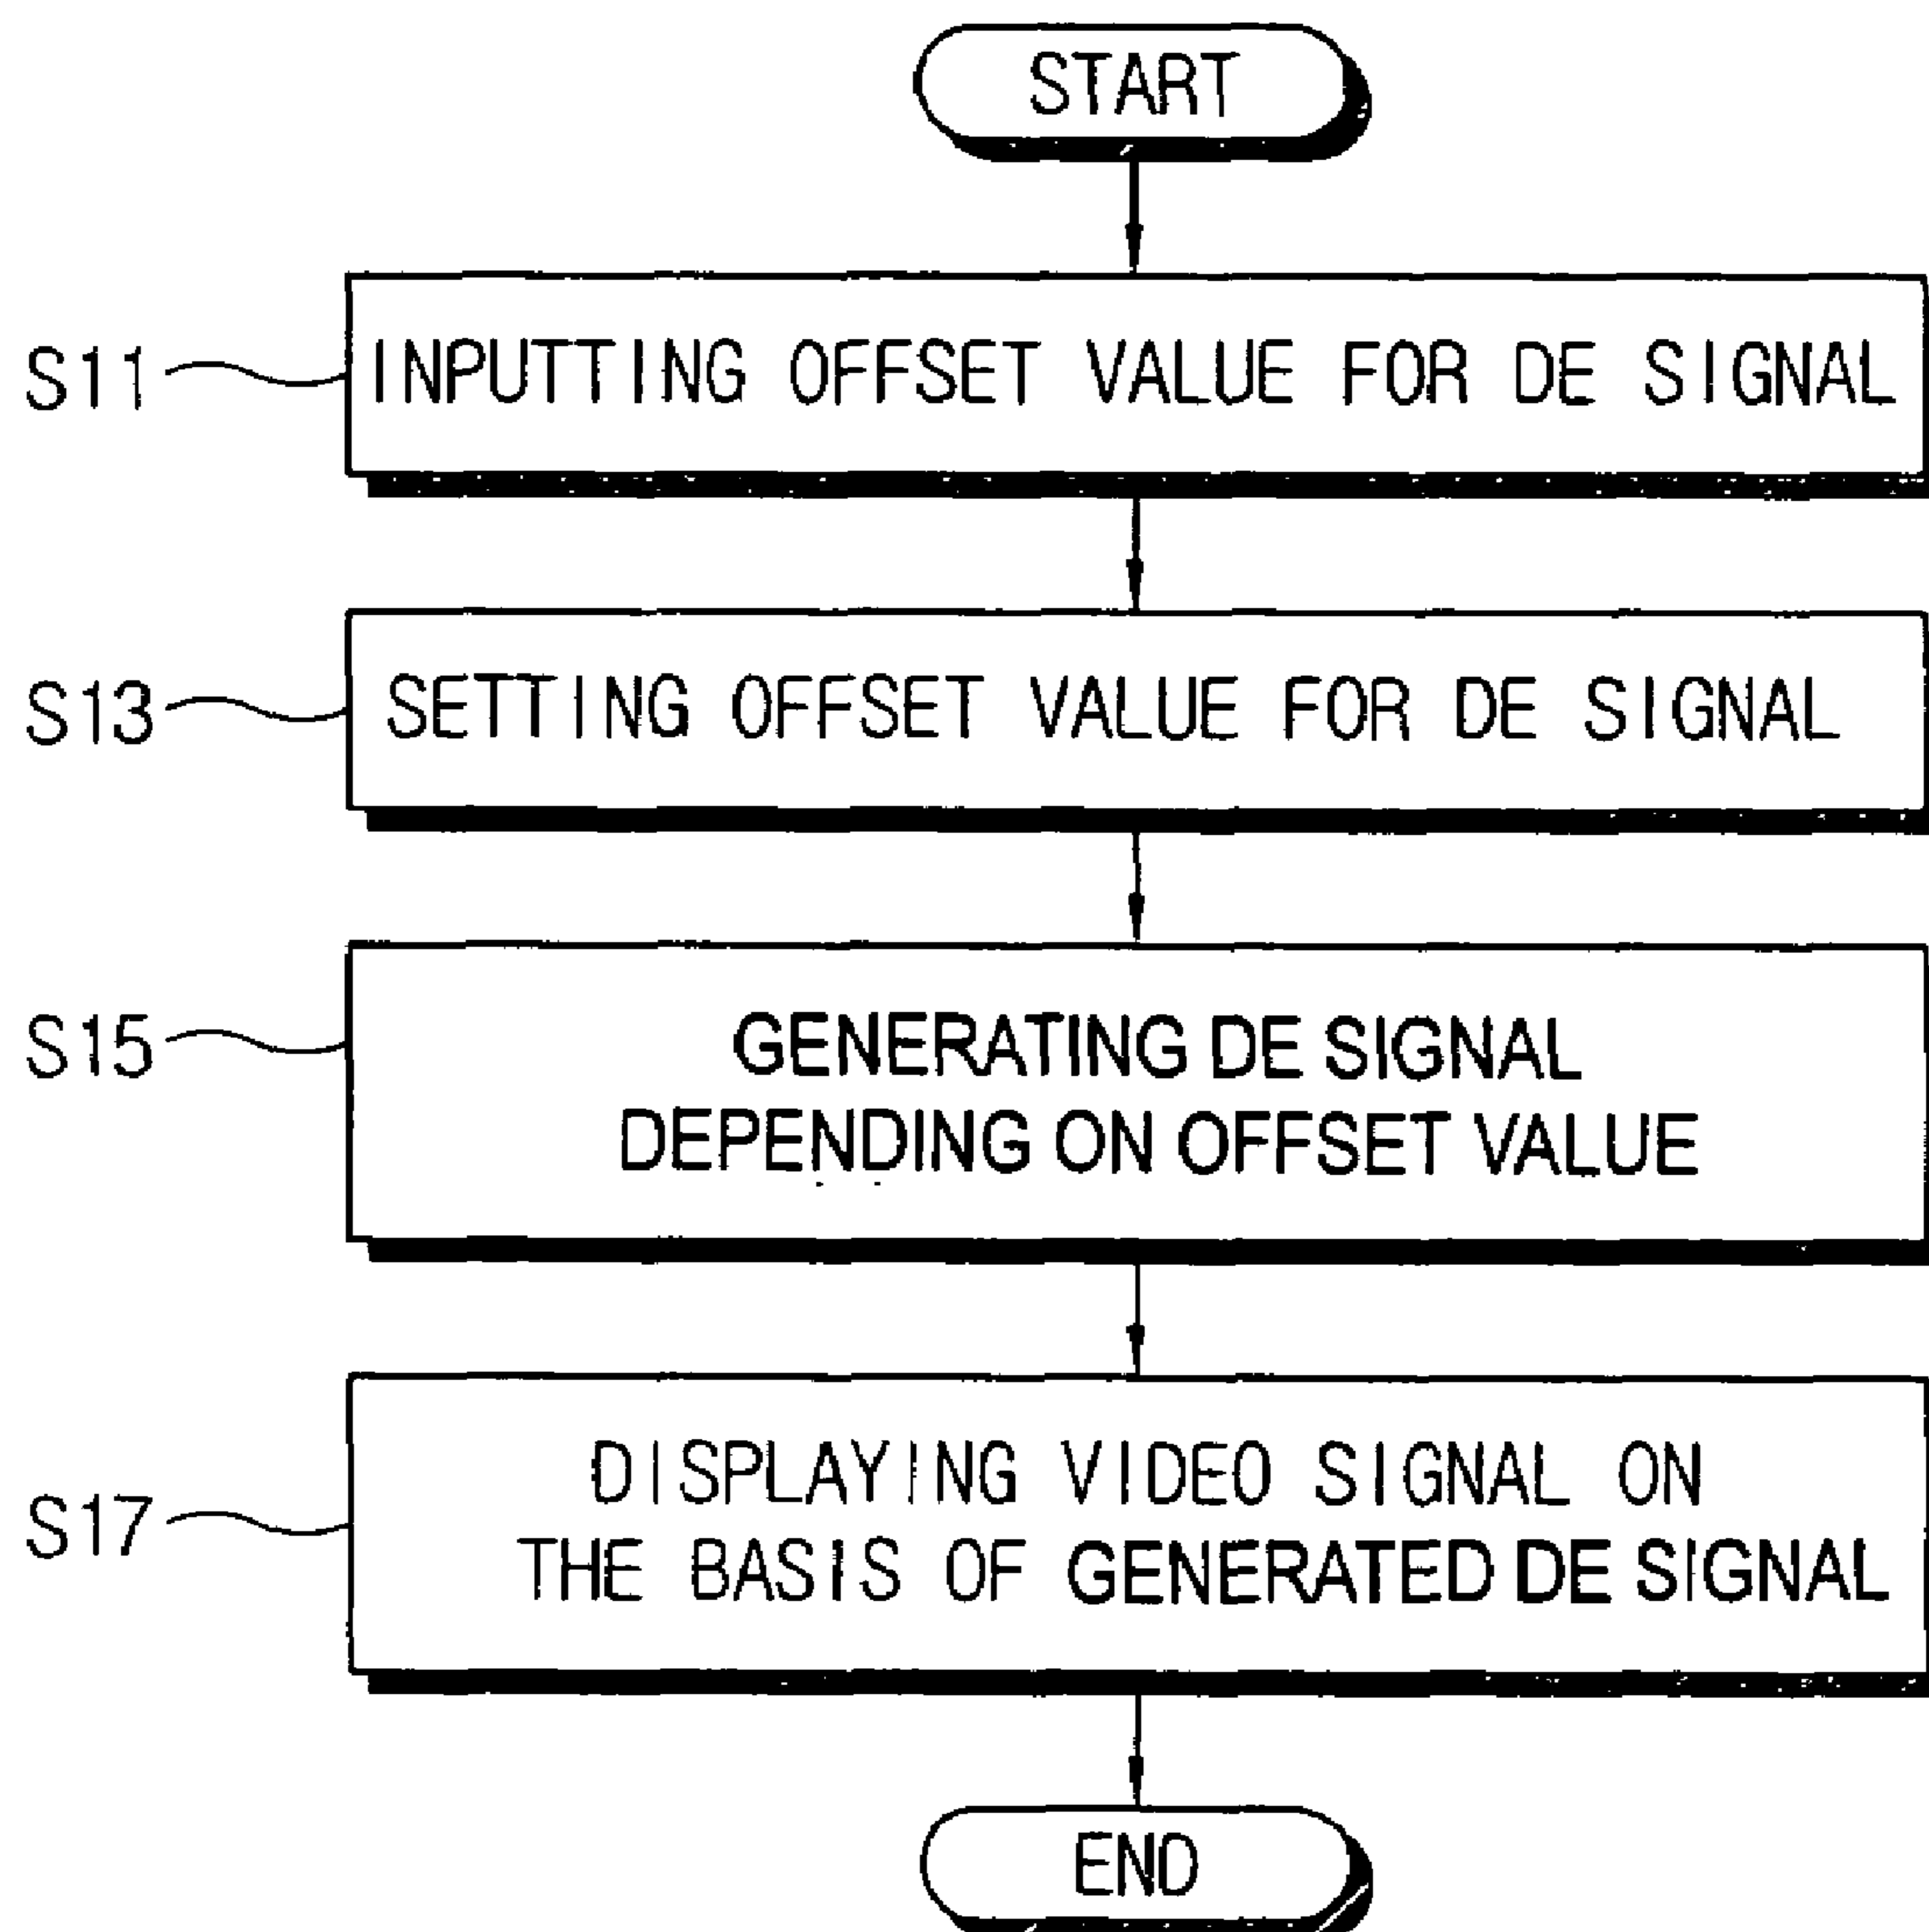 START
S11
INPUTTING OFFSET VALUE FOR DE SIGNAL
S13
SETTING OFFSET VALUE FOR DE SIGNAL
S15
GENERATING DE SIGNAL
DEPENDING ON OFFSET VALUE
S17
DISPLAYING VIDEO SIGNAL ON
THE BASIS OF GENERATED DE SIGNAL
END